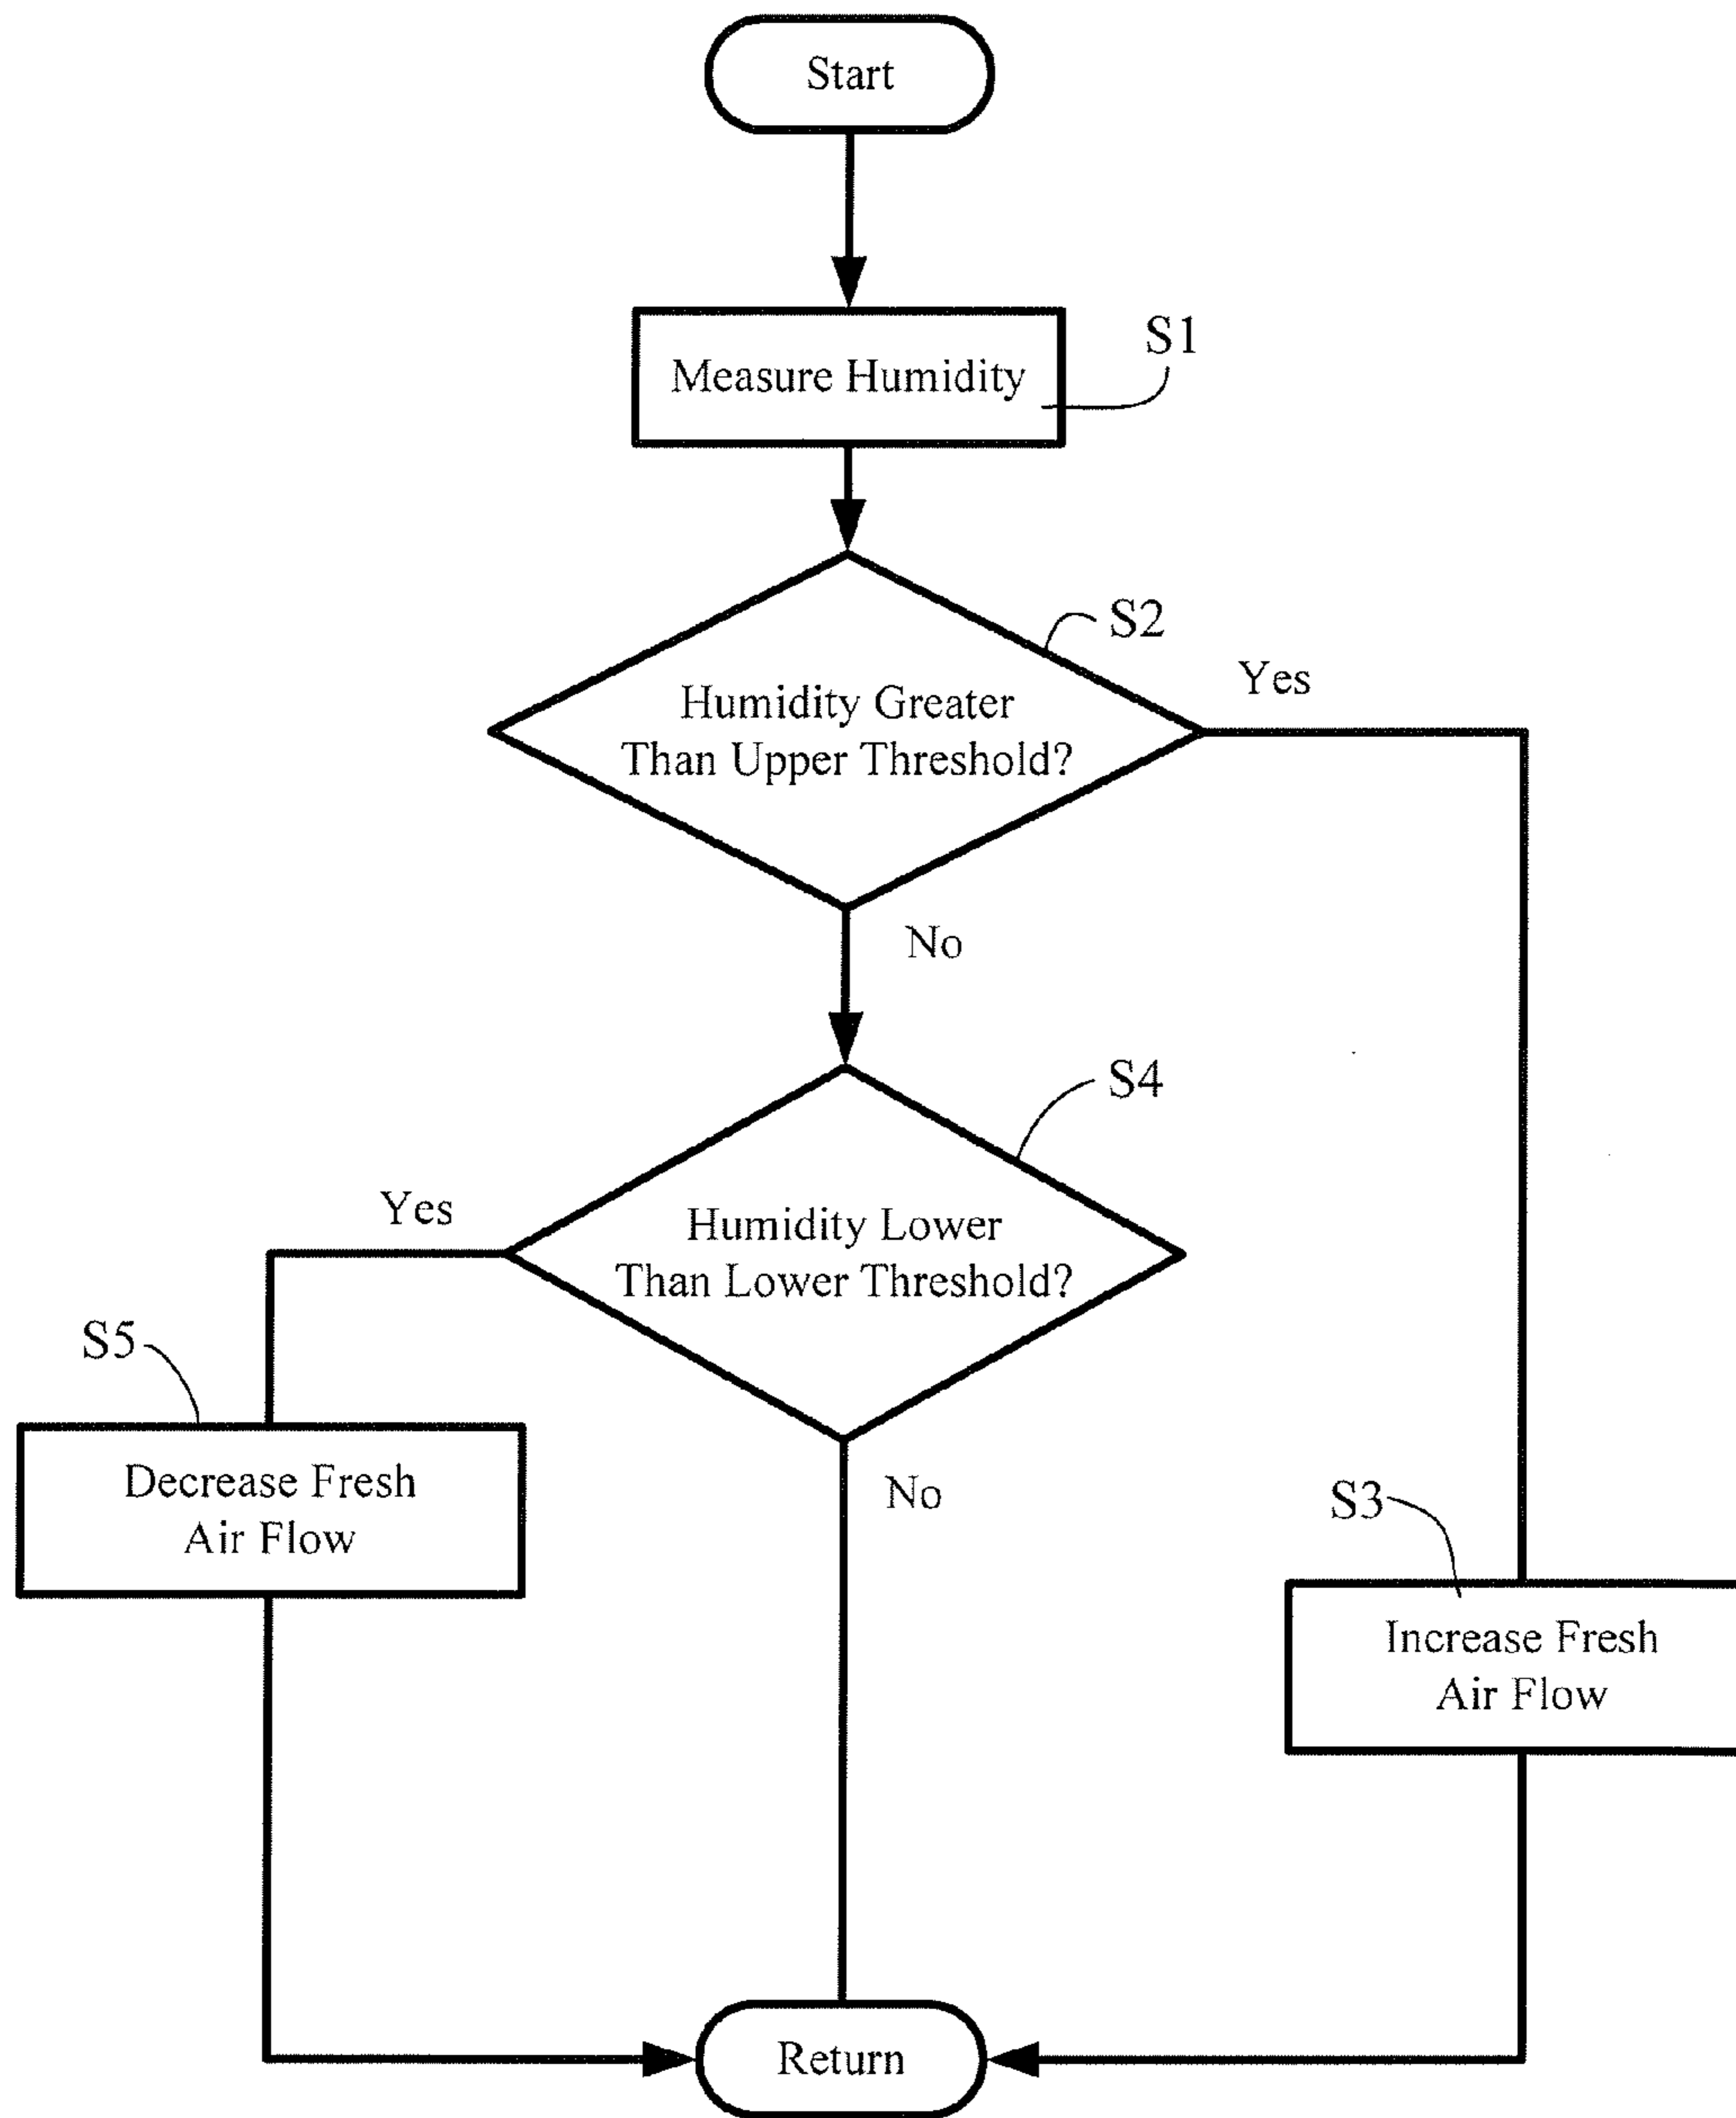 Start
Measure Humidity
S1
S2
Humidity Greater
Than Upper Threshold?
Yes
No
S4
Humidity Lower
Than Lower Threshold?
Yes
No
S5
Decrease Fresh
Air Flow
S3
Increase Fresh
Air Flow
Return